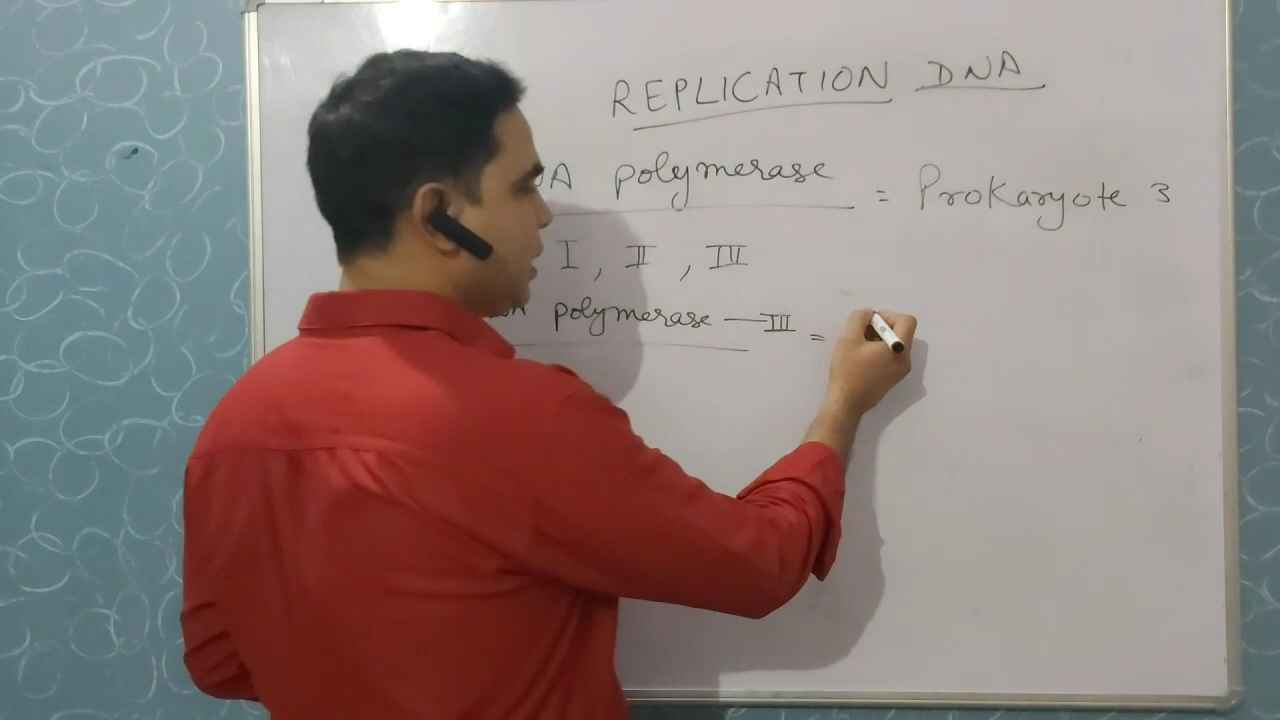 REPLICATION DNA
polymerase = Prokaryote 3
I, II, III
polymerase — III =